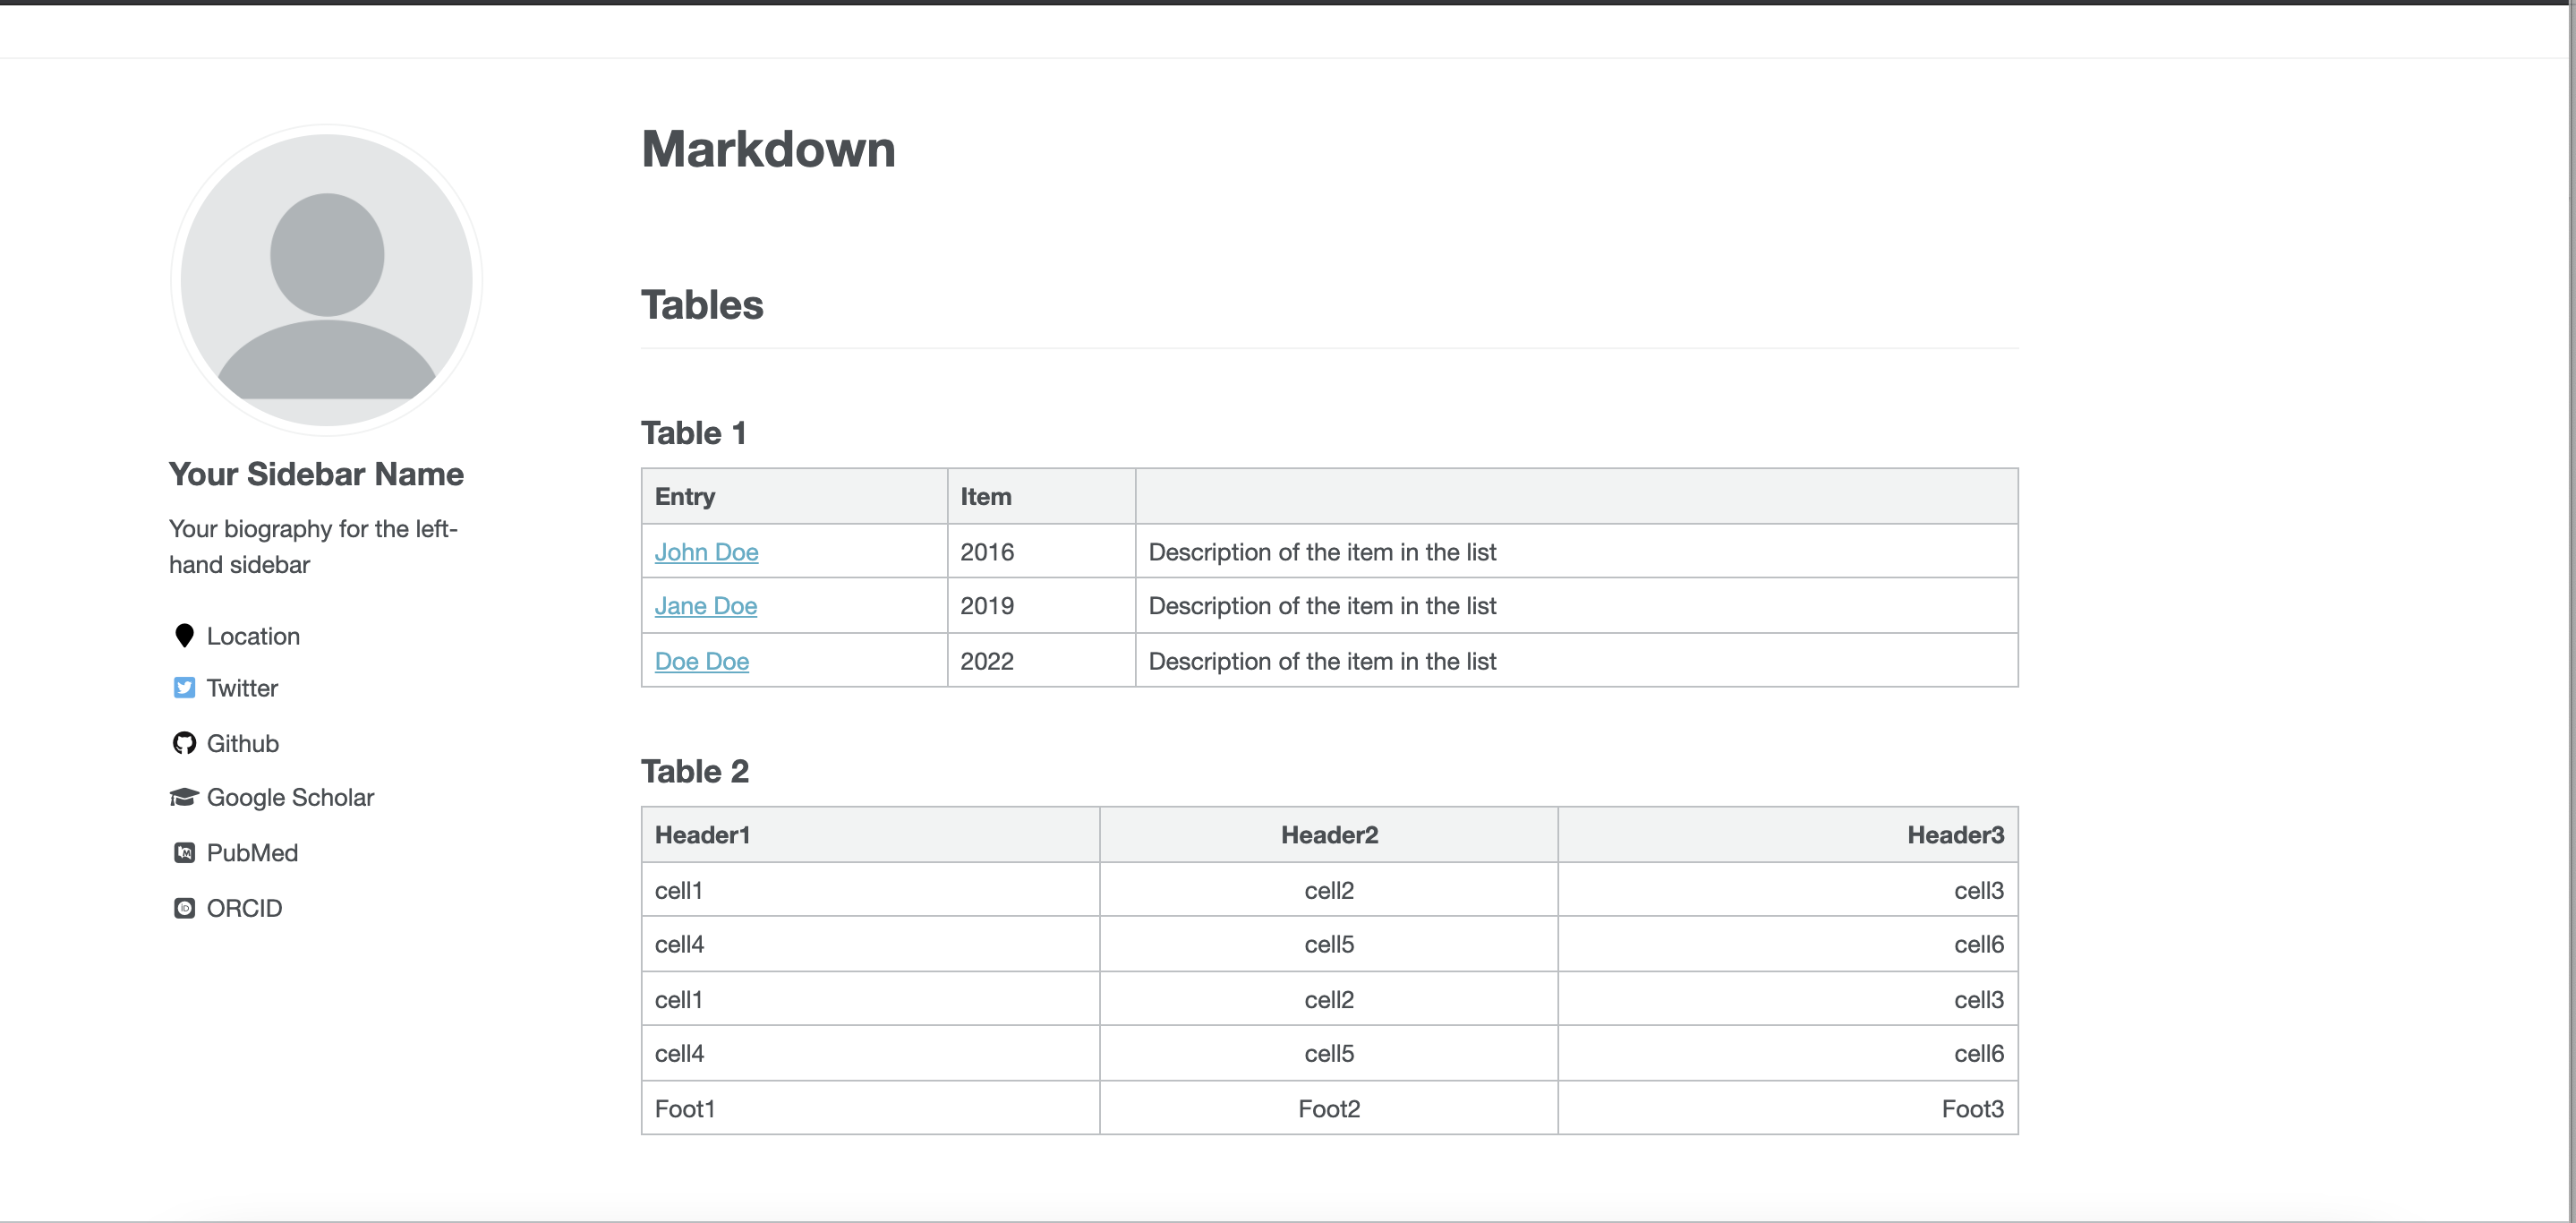 Your Sidebar Name
Your biography for the left-
hand sidebar
Location
Twitter
Github
Google Scholar
PubMed
ORCID
Markdown
Tables
Table 1
Entry Item
John Doe 2016 Description of the item in the list
Jane Doe 2019 Description of the item in the list
Doe Doe 2022 Description of the item in the list
Table 2
Header1 Header2 Header3
cell1 cell2 cell3
cell4 cell5 cell6
cell1 cell2 cell3
cell4 cell5 cell6
Foot1 Foot2 Foot3